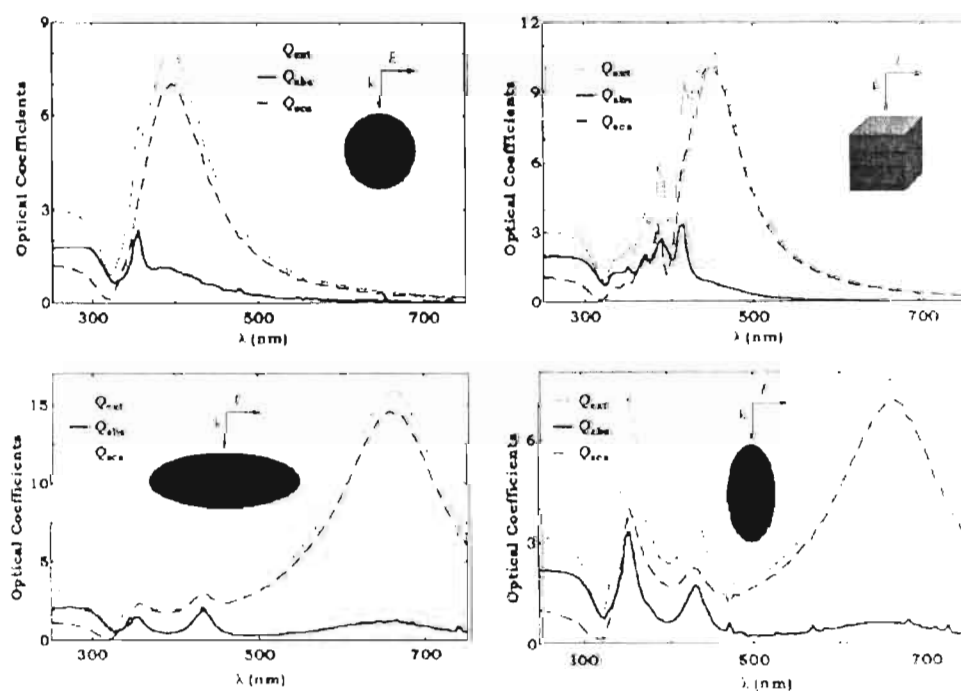 9
6
3
0
Optical Coefficients
Q_ext
Q_abs
Q_sca
E
k
300
500
700
λ (nm)
12
9
6
3
0
Optical Coefficients
Q_ext
Q_abs
Q_sca
k
300
500
700
λ (nm)
15
10
5
0
Optical Coefficients
Q_ext
Q_abs
Q_sca
k
300
500
700
λ (nm)
6
3
0
Optical Coefficients
Q_ext
Q_abs
Q_sca
k
300
500
700
λ (nm)